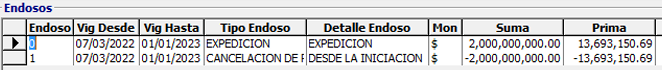 Endosos
Endoso Vig Desde Vig Hasta Tipo Endoso Detalle Endoso Mon Suma Prima
0 07/03/2022 01/01/2023 EXPEDICION EXPEDICION $ 2,000,000,000.00 13,693,150.69
1 07/03/2022 01/01/2023 CANCELACION DE DESDE LA INICIACION $ -2,000,000,000.00 -13,693,150.69